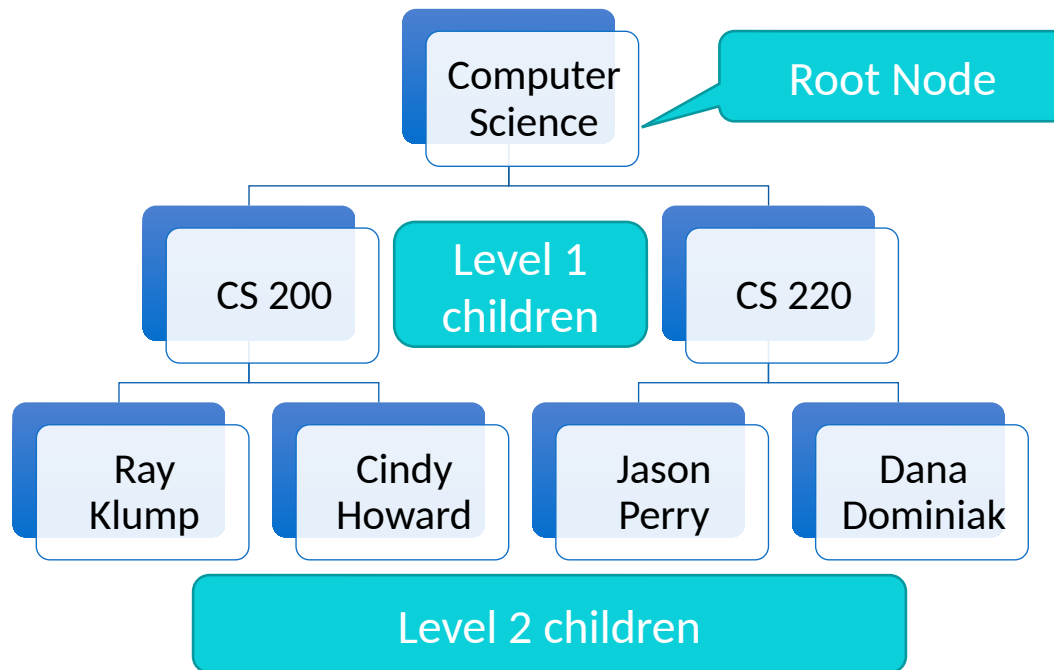 Computer
Science
Root Node
CS 200
Level 1
children
CS 220
Ray
Klump
Cindy
Howard
Jason
Perry
Dana
Dominiak
Level 2 children